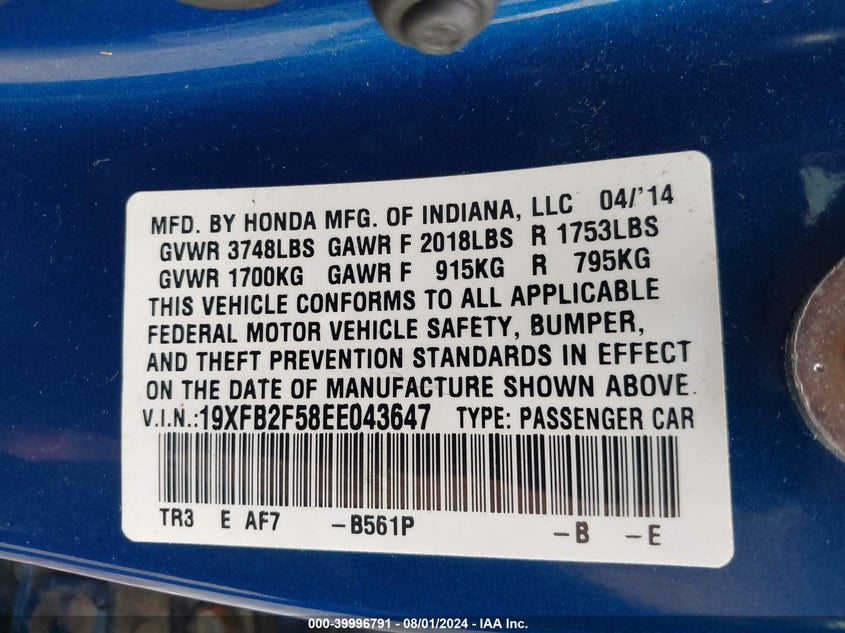 MFD. BY HONDA MFG. OF INDIANA, LLC 04/'14
GVWR 3748LBS GAWR F 2018LBS R 1753LBS
GVWR 1700KG GAWR F 915KG R 795KG
THIS VEHICLE CONFORMS TO ALL APPLICABLE
FEDERAL MOTOR VEHICLE SAFETY, BUMPER,
AND THEFT PREVENTION STANDARDS IN EFFECT
ON THE DATE OF MANUFACTURE SHOWN ABOVE.
V.I.N.:19XFB2F58EE043647 TYPE: PASSENGER CAR
TR3 E AF7 -B561P -B -E
000-39996791 - 08/01/2024 - IAA Inc.